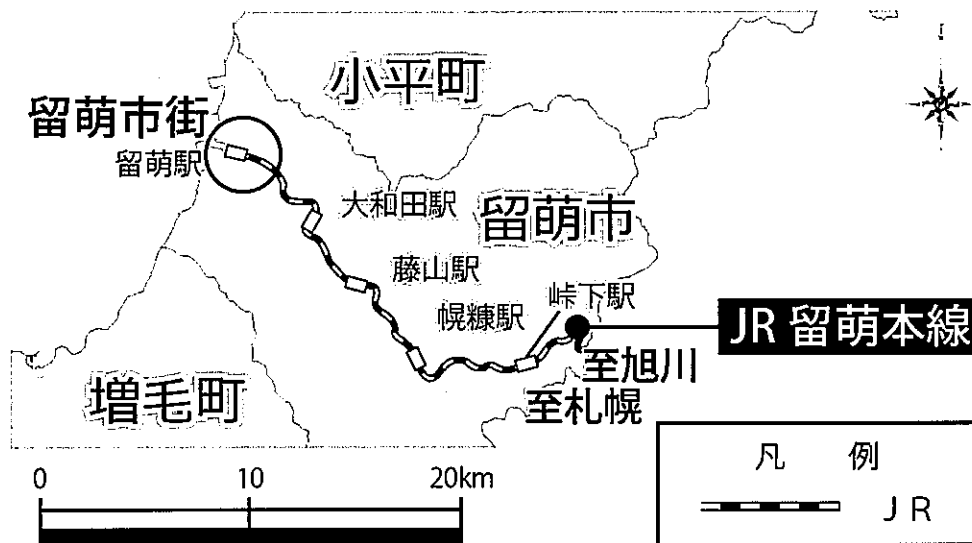 小平町
留萌市街
留萌駅
大和田駅
留萌市
藤山駅
幌糠駅
峠下駅
JR 留萌本線
至旭川
至札幌
増毛町
0 10 20km
凡 例
JR